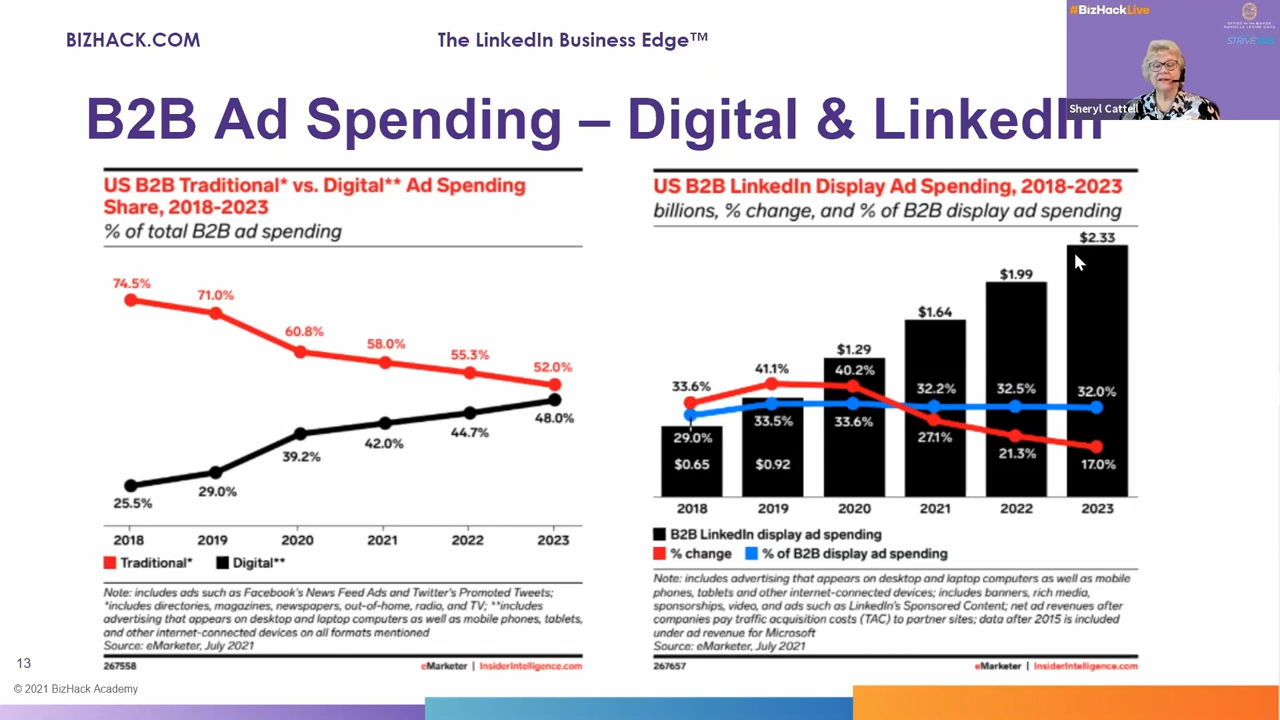 BIZHACK.COM
The LinkedIn Business Edge™
#BizHackLive
OFFICE OF THE MAYOR
Sheryl Cattell
B2B Ad Spending – Digital & LinkedIn
US B2B Traditional* vs. Digital** Ad Spending
Share, 2018-2023
% of total B2B ad spending
74.5%
71.0%
60.8%
58.0%
55.3%
52.0%
25.5%
29.0%
39.2%
42.0%
44.7%
48.0%
2018 2019 2020 2021 2022 2023
Traditional* Digital**
Note: includes ads such as Facebook's News Feed Ads and Twitter's Promoted Tweets;
*includes directories, magazines, newspapers, out-of-home, radio, and TV; **includes
advertising that appears on desktop and laptop computers as well as mobile phones, tablets,
and other internet-connected devices on all formats mentioned
Source: eMarketer, July 2021
267558 eMarketer | InsiderIntelligence.com
US B2B LinkedIn Display Ad Spending, 2018-2023
billions, % change, and % of B2B display ad spending
$2.33
$1.99
$1.64
$1.29
33.6% 41.1% 40.2% 32.2% 32.5% 32.0%
29.0% 33.5% 33.6% 27.1% 21.3% 17.0%
$0.65 $0.92
2018 2019 2020 2021 2022 2023
B2B LinkedIn display ad spending
% change % of B2B display ad spending
Note: includes advertising that appears on desktop and laptop computers as well as mobile
phones, tablets and other internet-connected devices; includes banners, rich media,
sponsorships, video, and ads such as LinkedIn's Sponsored Content; net ad revenues after
companies pay traffic acquisition costs (TAC) to partner sites; data after 2015 is included
under ad revenue for Microsoft
Source: eMarketer, July 2021
267657 eMarketer | InsiderIntelligence.com
13
© 2021 BizHack Academy